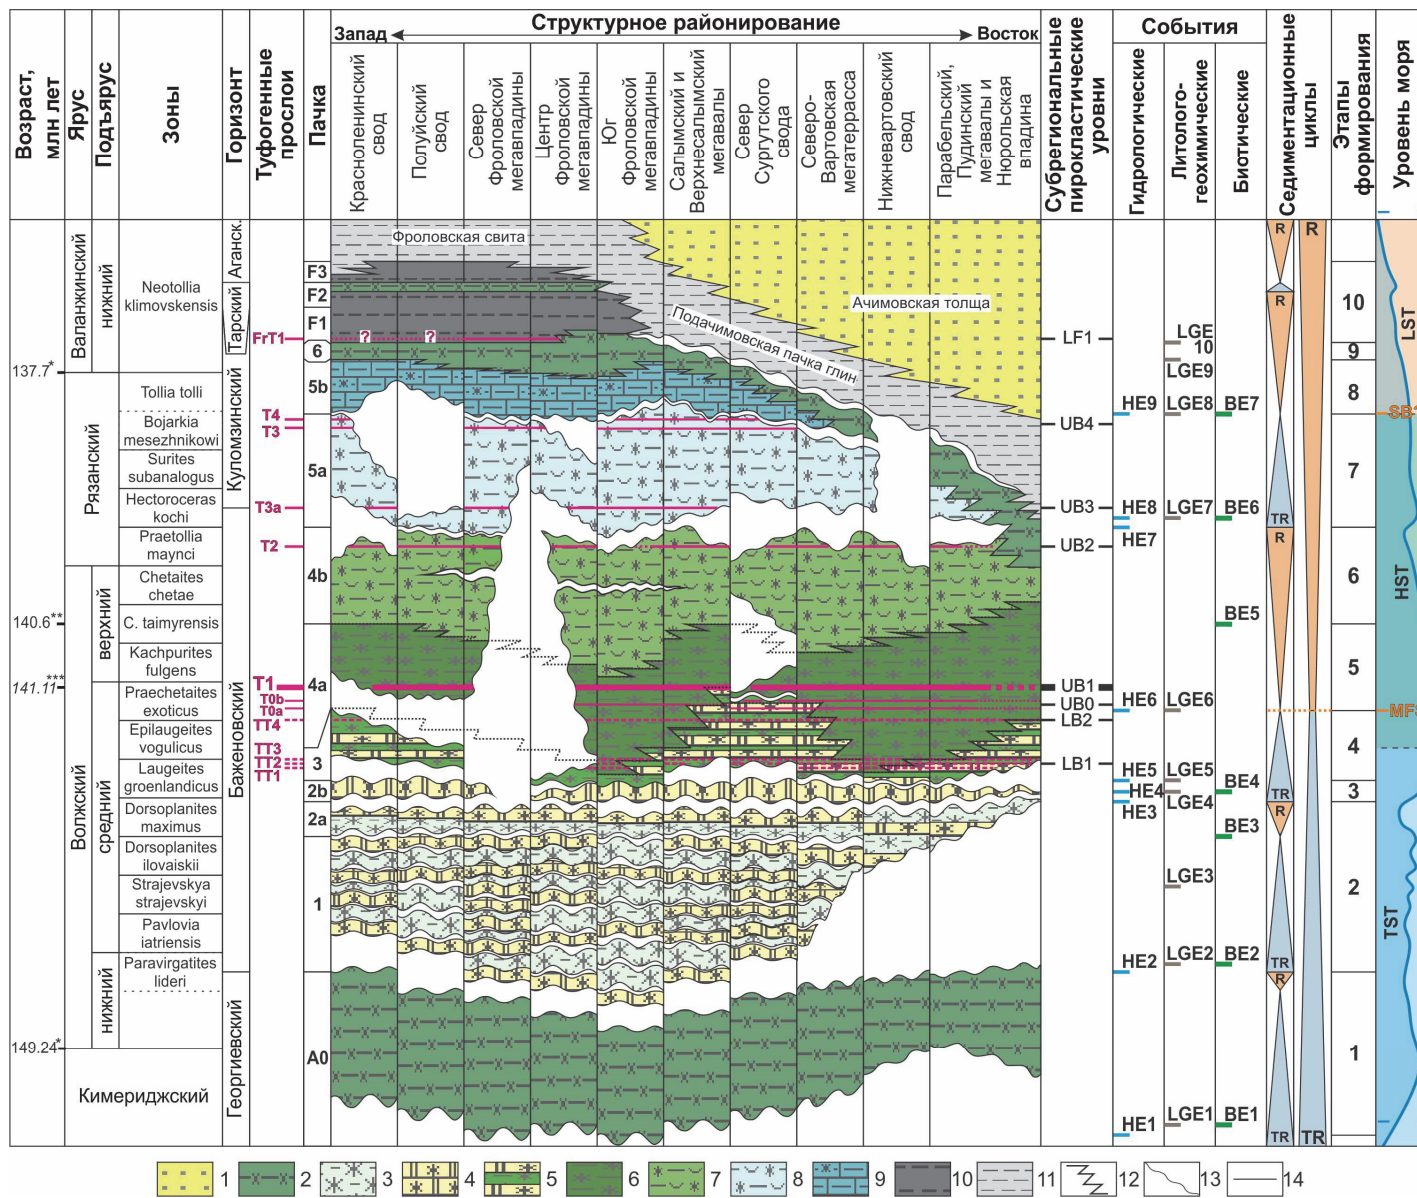 Возраст,
млн лет
Ярус
Подъярус
Зоны
Горизонт
Туфогенные
прослои
Пачка
Структурное районирование
Запад
Восток
Красноленинский
свод
Полуйский
свод
Север
Фроловской
мегавпадины
Центр
Фроловской
мегавпадины
Юг
Фроловской
мегавпадины
Салымский и
Верхнесалымский
мегавалы
Север
Сургутского
свода
Северо-
Вартовская
мегатеррасса
Нижневартовский
свод
Парабельский,
Пудинский
мегавалы и
Нюрольская
впадина
Субрегиональные
пирокластические
уровни
События
Гидрологические
Литолого-
геохимические
Биотические
Седиментационные
циклы
Этапы
формирования
Уровень моря
137.7*
140.6**
141.11***
149.24*
Валанжинский
Рязанский
Волжский
нижний
верхний
средний
нижний
Кимериджский
Neotollia
klimovskensis
Tollia tolli
Bojarkia
mesezhnikowi
Surites
subanalogus
Hectoroceras
kochi
Praetollia
maynci
Chetaites
chetae
C. taimyrensis
Kachpurites
fulgens
Praechetaites
exoticus
Epilaugeites
vogulicus
Laugeites
groenlandicus
Dorsoplanites
maximus
Dorsoplanites
ilovaiskii
Strajevskya
strajevskyi
Pavlovia
iatriensis
Paravirgatites
lideri
Аганск.
Тарский
Куломзинский
Баженовский
Георгиевский
FrT1
T4
T3
T3a
T2
T1
T0b
T0a
TT4
TT3
TT2
TT1
F3
F2
F1
6
5b
5a
4b
4a
3
2b
2a
1
A0
Фроловская свита
? ?
Ачимовская толща
Подачимовская пачка глин
LF1
UB4
UB3
UB2
UB1
UB0
LB2
LB1
HE9
HE8
HE7
HE6
HE5
HE4
HE3
HE2
HE1
LGE
10
LGE9
LGE8
LGE7
LGE6
LGE5
LGE4
LGE3
LGE2
LGE1
BE7
BE6
BE5
BE4
BE3
BE2
BE1
R
R
TR
R
TR
R
TR
R
TR
R
TR
10
9
8
7
6
5
4
3
2
1
LST
HST
TST
1 2 3 4 5 6 7 8 9 10 11 12 13 14